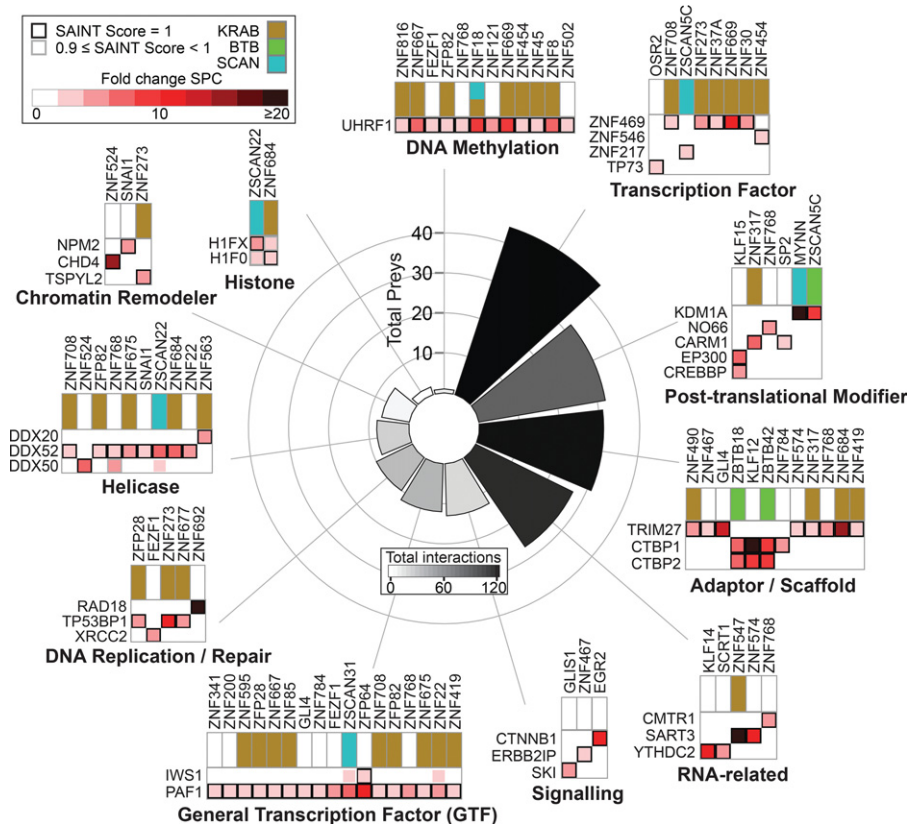 SAINT Score = 1
0.9 ≤ SAINT Score < 1
KRAB
BTB
SCAN
Fold change SPC
0 10 ≥20
ZNF816 ZNF667 FEZF1 ZFP82 ZNF768 ZNF18 ZNF121 ZNF669 ZNF454 ZNF45 ZNF8 ZNF502
UHRF1
DNA Methylation
OSR2 ZNF708 ZSCAN5C ZNF273 ZNF37A ZNF669 ZNF30 ZNF454
ZNF469
ZNF546
ZNF217
TP73
Transcription Factor
ZNF524 SNAI1 ZNF273
NPM2
CHD4
TSPYL2
Chromatin Remodeler
ZSCAN22 ZNF684
H1FX
H1F0
Histone
Total Preys
40
30
20
10
KLF15 ZNF317 ZNF768 SP2 MYNN ZSCAN5C
KDM1A
NO66
CARM1
EP300
CREBBP
Post-translational Modifier
ZNF708 ZNF524 ZFP82 ZNF768 ZNF675 SNAI1 ZSCAN22 ZNF684 ZNF22 ZNF563
DDX20
DDX52
DDX50
Helicase
ZNF490 ZNF467 GLI4 ZBTB18 KLF12 ZBTB42 ZNF784 ZNF574 ZNF317 ZNF768 ZNF684 ZNF419
TRIM27
CTBP1
CTBP2
Adaptor / Scaffold
Total interactions
0 60 120
ZFP28 FEZF1 ZNF273 ZNF677 ZNF692
RAD18
TP53BP1
XRCC2
DNA Replication / Repair
KLF14 SCRT1 ZNF547 ZNF574 ZNF768
CMTR1
SART3
YTHDC2
RNA-related
ZNF341 ZNF200 ZNF595 ZFP28 ZNF667 ZNF85 GLI4 ZNF784 FEZF1 ZSCAN31 ZFP64 ZNF708 ZFP82 ZNF768 ZNF675 ZNF22 ZNF419
IWS1
PAF1
General Transcription Factor (GTF)
GLIS1 ZNF467 EGR2
CTNNB1
ERBB2IP
SKI
Signalling